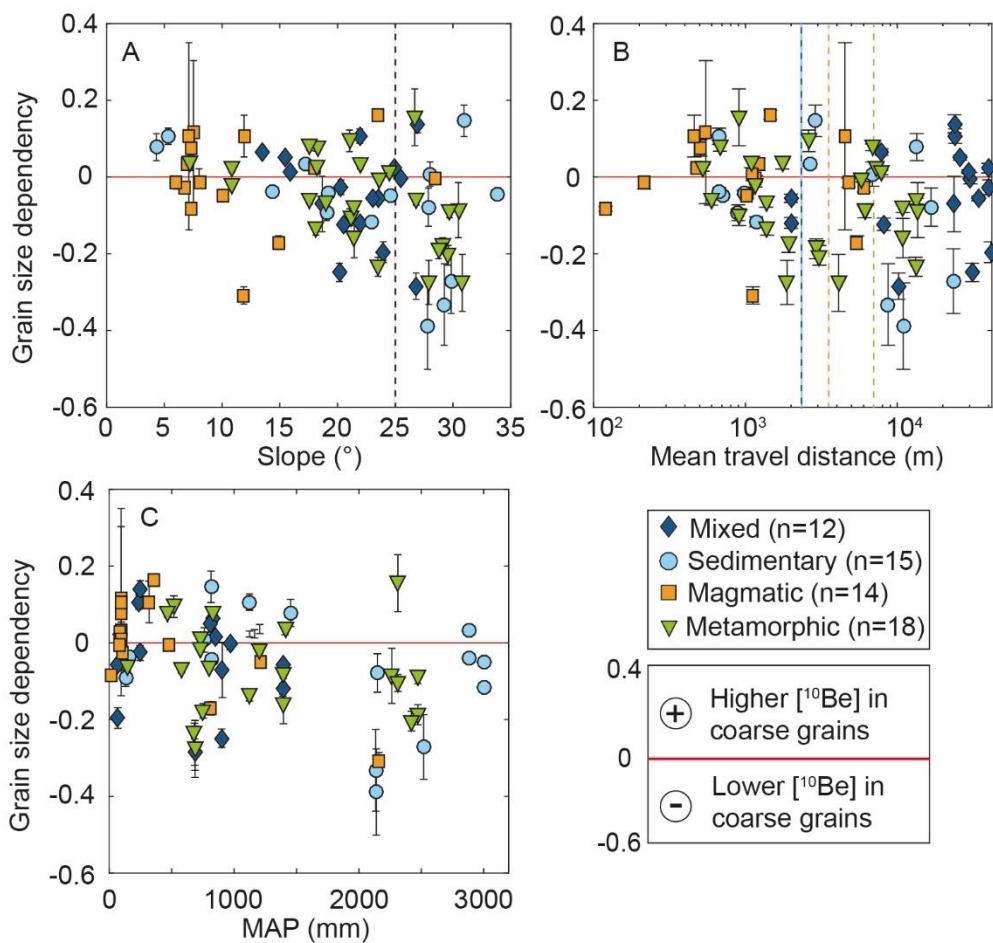 A
Grain size dependency
0.4
0.2
0
-0.2
-0.4
-0.6
0 5 10 15 20 25 30 35
Slope (°)
B
0.4
0.2
0
-0.2
-0.4
-0.6
10² 10³ 10⁴
Mean travel distance (m)
C
Grain size dependency
0.4
0.2
0
-0.2
-0.4
-0.6
0 1000 2000 3000
MAP (mm)
Mixed (n=12)
Sedimentary (n=15)
Magmatic (n=14)
Metamorphic (n=18)
0.4
+ Higher [¹⁰Be] in
coarse grains
0
- Lower [¹⁰Be] in
coarse grains
-0.6